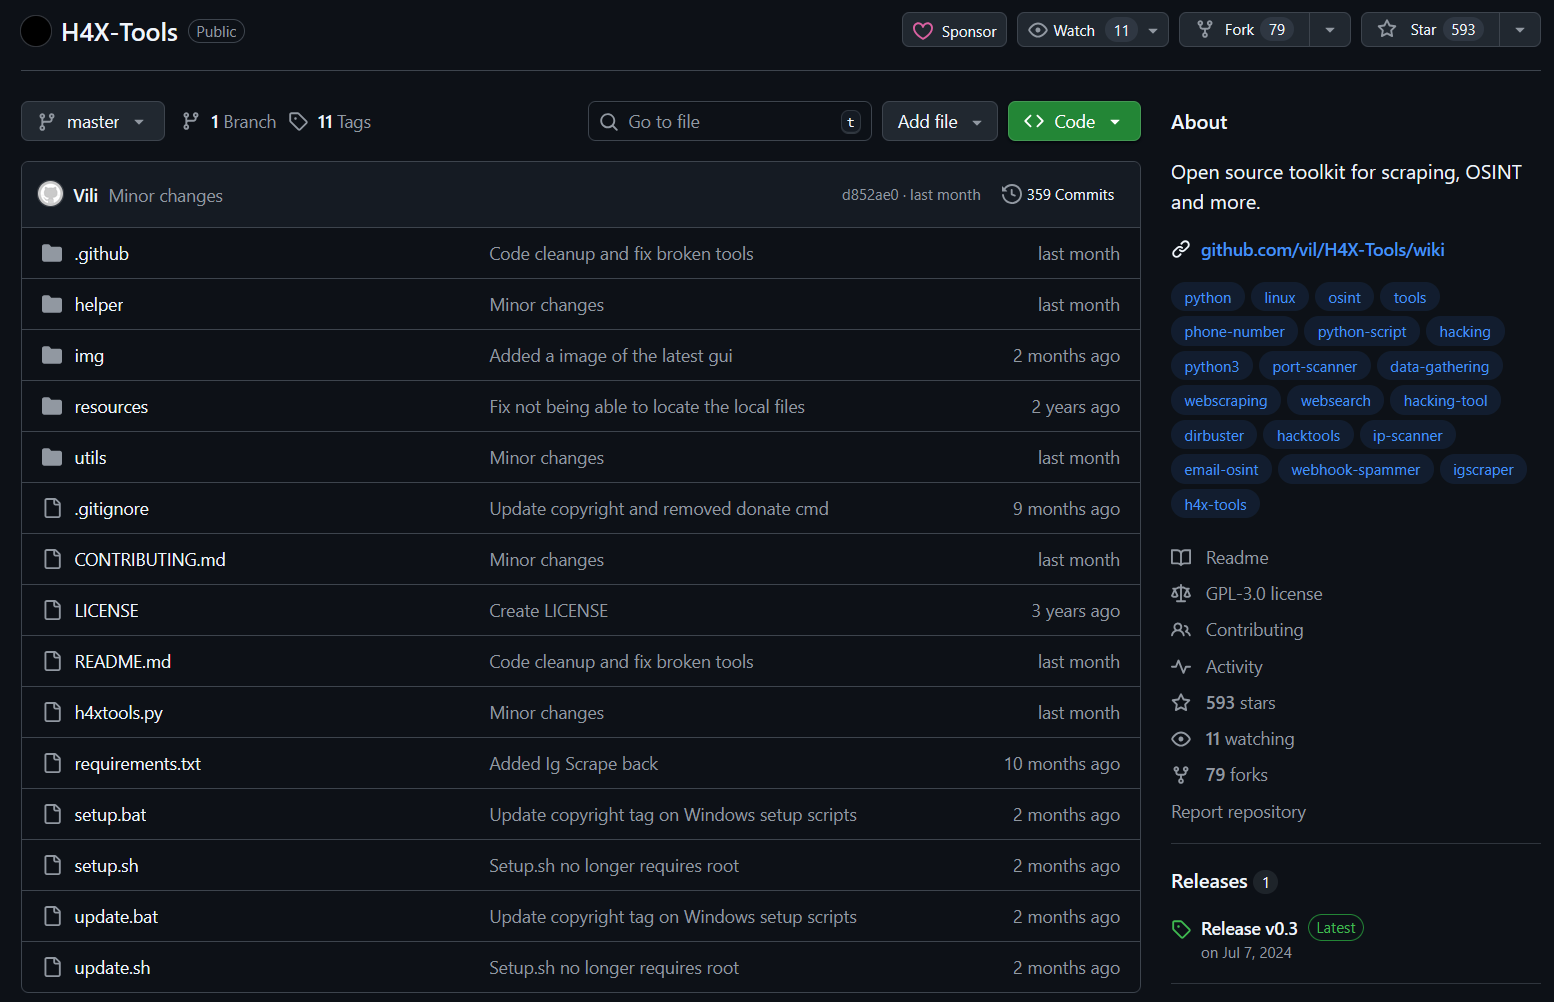 H4X-Tools Public Sponsor Watch 11 Fork 79 Star 593
master 1 Branch 11 Tags Go to file t Add file Code
Vili Minor changes d852ae0 · last month 359 Commits
.github Code cleanup and fix broken tools last month
helper Minor changes last month
img Added a image of the latest gui 2 months ago
resources Fix not being able to locate the local files 2 years ago
utils Minor changes last month
.gitignore Update copyright and removed donate cmd 9 months ago
CONTRIBUTING.md Minor changes last month
LICENSE Create LICENSE 3 years ago
README.md Code cleanup and fix broken tools last month
h4xtools.py Minor changes last month
requirements.txt Added Ig Scrape back 10 months ago
setup.bat Update copyright tag on Windows setup scripts 2 months ago
setup.sh Setup.sh no longer requires root 2 months ago
update.bat Update copyright tag on Windows setup scripts 2 months ago
update.sh Setup.sh no longer requires root 2 months ago
About
Open source toolkit for scraping, OSINT
and more.
github.com/vil/H4X-Tools/wiki
python linux osint tools
phone-number python-script hacking
python3 port-scanner data-gathering
webscraping websearch hacking-tool
dirbuster hacktools ip-scanner
email-osint webhook-spammer igscraper
h4x-tools
Readme
GPL-3.0 license
Contributing
Activity
593 stars
11 watching
79 forks
Report repository
Releases 1
Release v0.3 Latest
on Jul 7, 2024